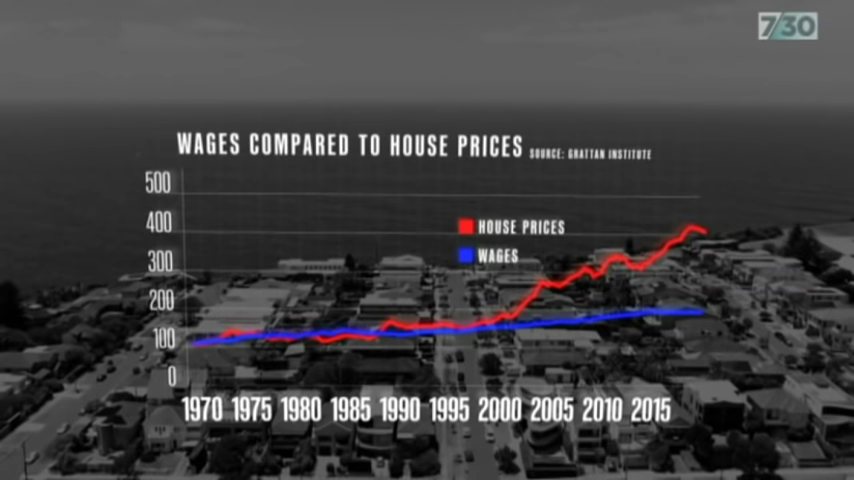 7/30
WAGES COMPARED TO HOUSE PRICES SOURCE: GRATTAN INSTITUTE
500
400
300
200
100
0
HOUSE PRICES
WAGES
1970 1975 1980 1985 1990 1995 2000 2005 2010 2015